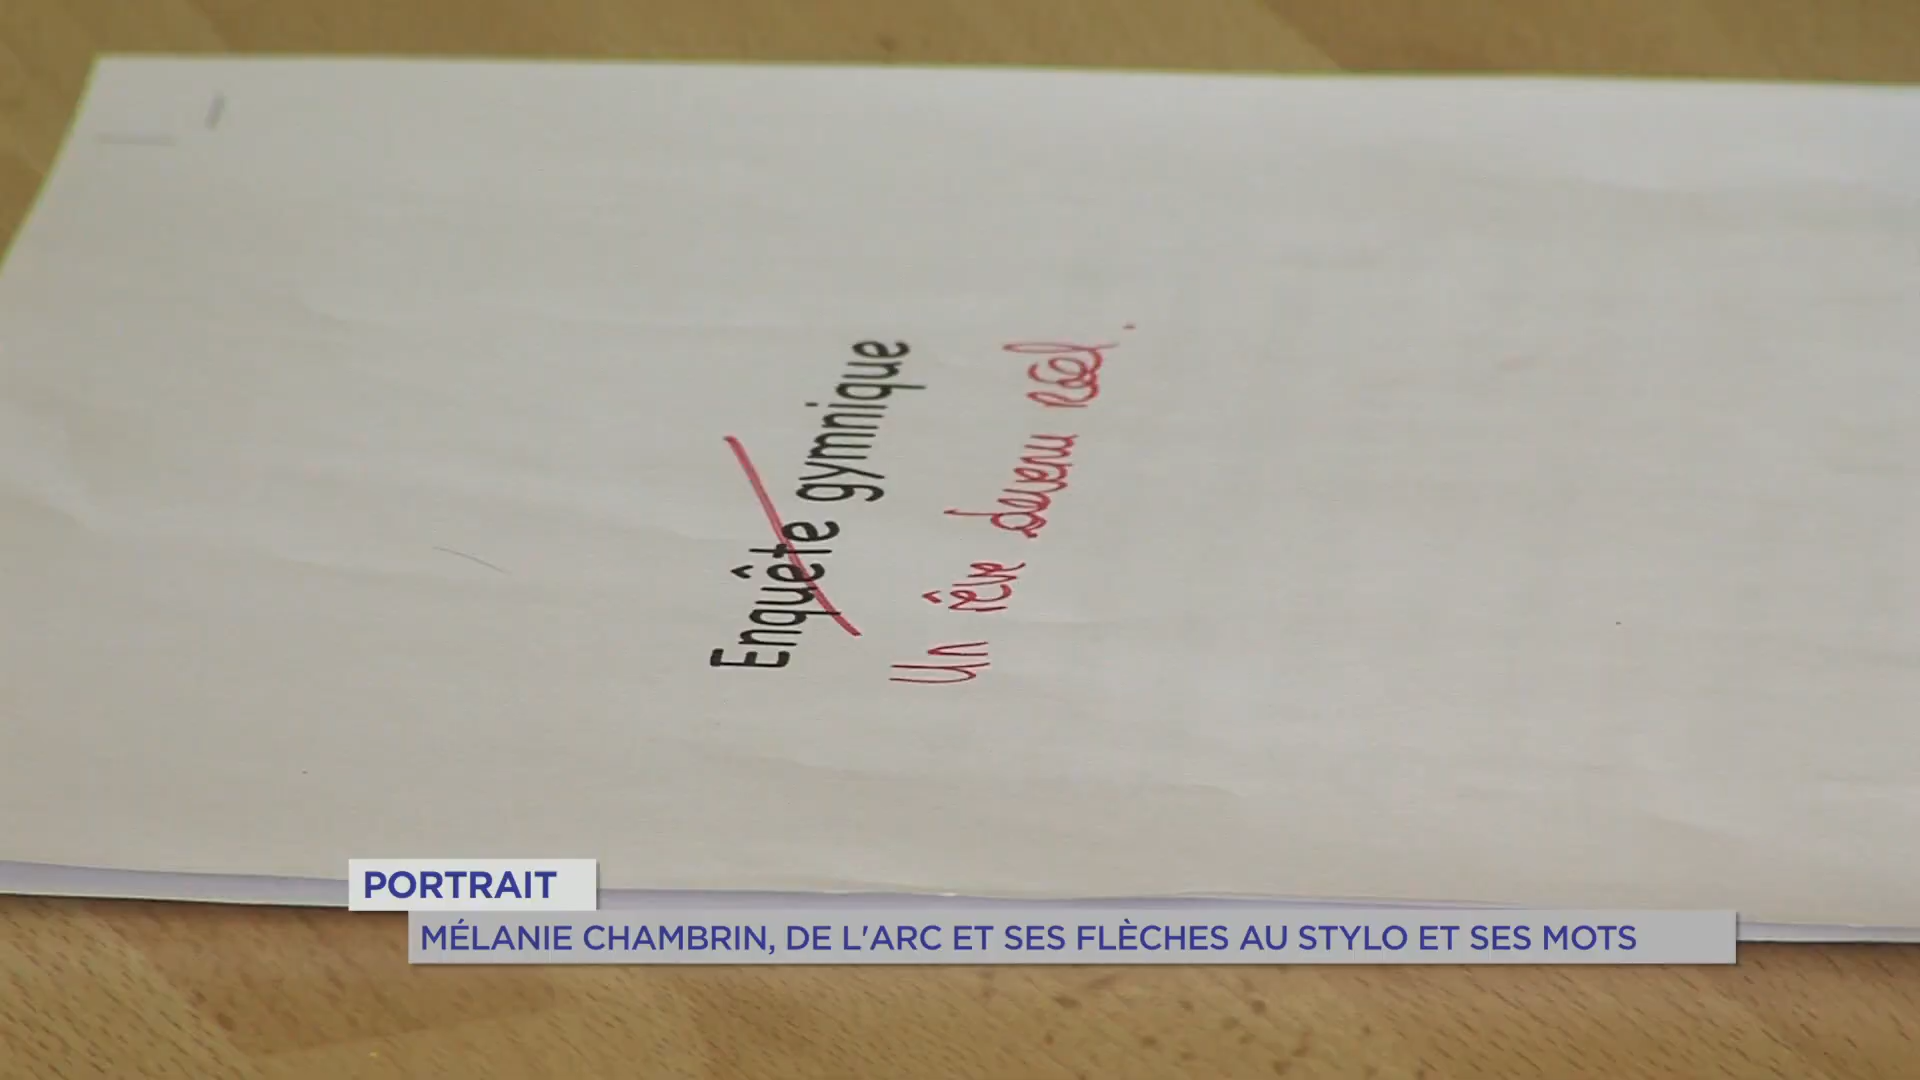 Enquête gymnique
Un rêve devenu réel.
PORTRAIT
MÉLANIE CHAMBRIN, DE L'ARC ET SES FLÈCHES AU STYLO ET SES MOTS